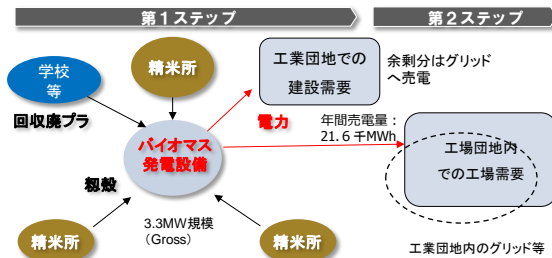 第1ステップ
第2ステップ
学校
等
精米所
工業団地での
建設需要
余剰分はグリッド
へ売電
回収廃プラ
電力
年間売電量：
21.6千MWh
バイオマス
発電設備
工場団地内
での工場需要
籾殻
精米所
3.3MW規模
（Gross）
精米所
工業団地内のグリッド等